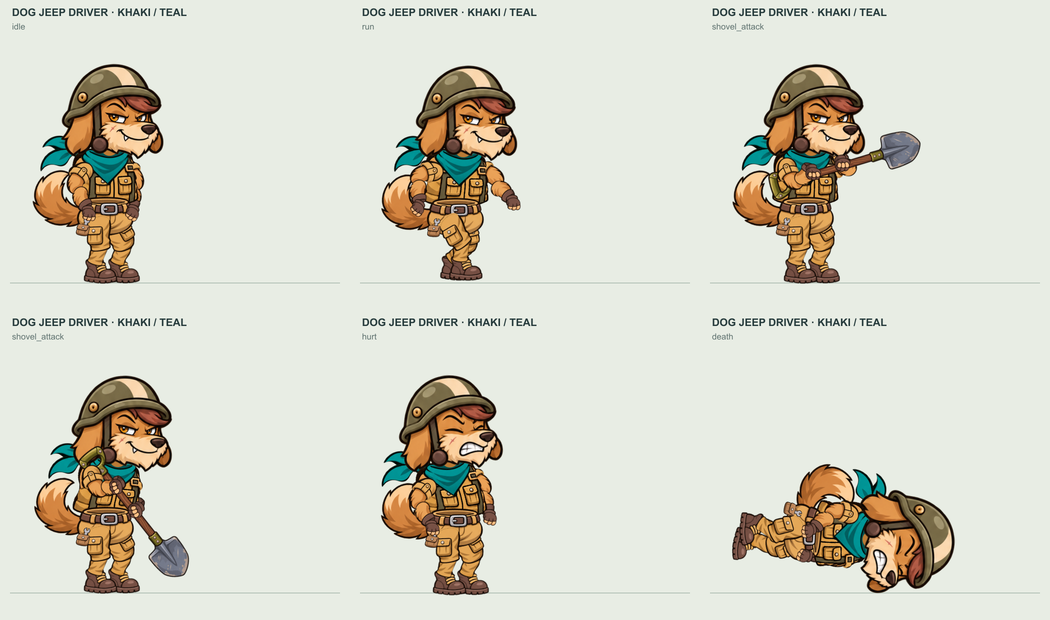 DOG JEEP DRIVER · KHAKI / TEAL
idle
DOG JEEP DRIVER · KHAKI / TEAL
run
DOG JEEP DRIVER · KHAKI / TEAL
shovel_attack
DOG JEEP DRIVER · KHAKI / TEAL
shovel_attack
DOG JEEP DRIVER · KHAKI / TEAL
hurt
DOG JEEP DRIVER · KHAKI / TEAL
death